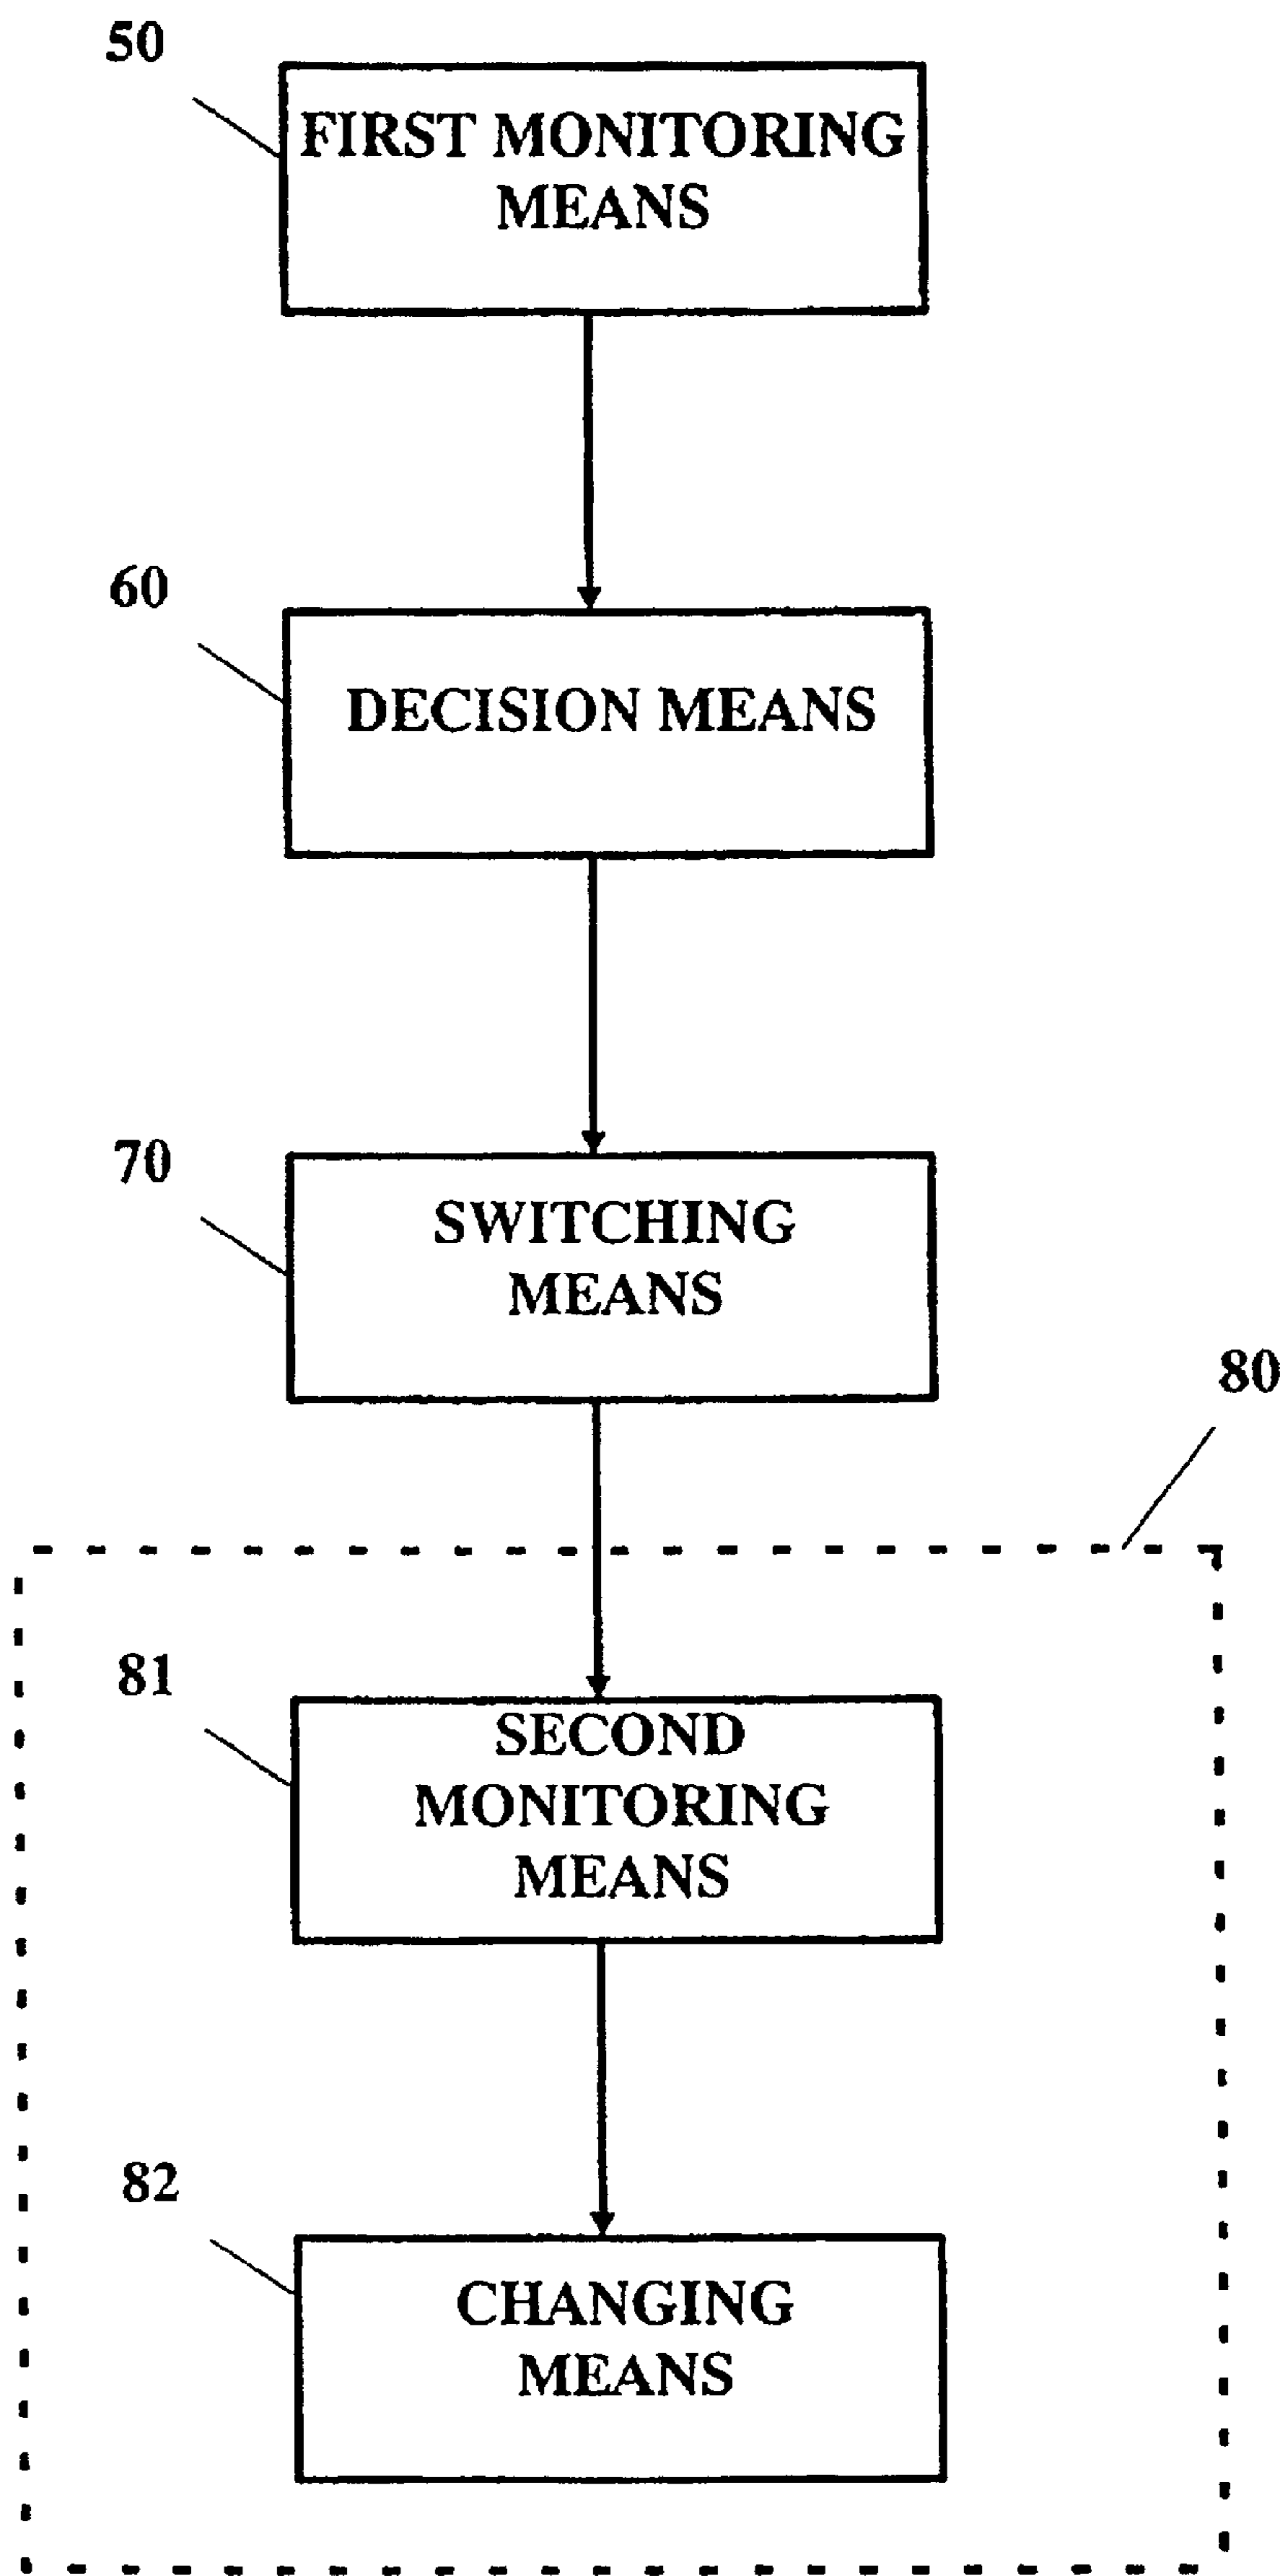 50
FIRST MONITORING
MEANS
60
DECISION MEANS
70
SWITCHING
MEANS
80
81
SECOND
MONITORING
MEANS
82
CHANGING
MEANS